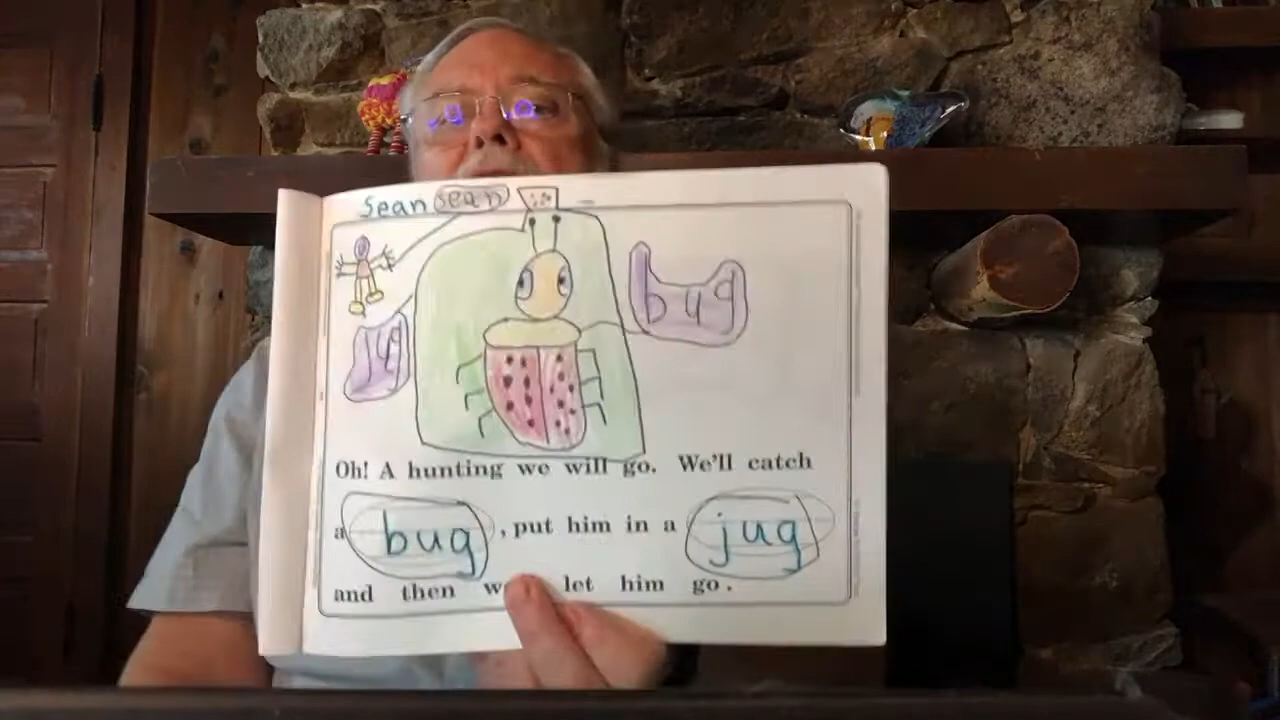 Sean sean
bug
jug
Oh! A hunting we will go. We'll catch
a bug, put him in a jug
and then let him go.